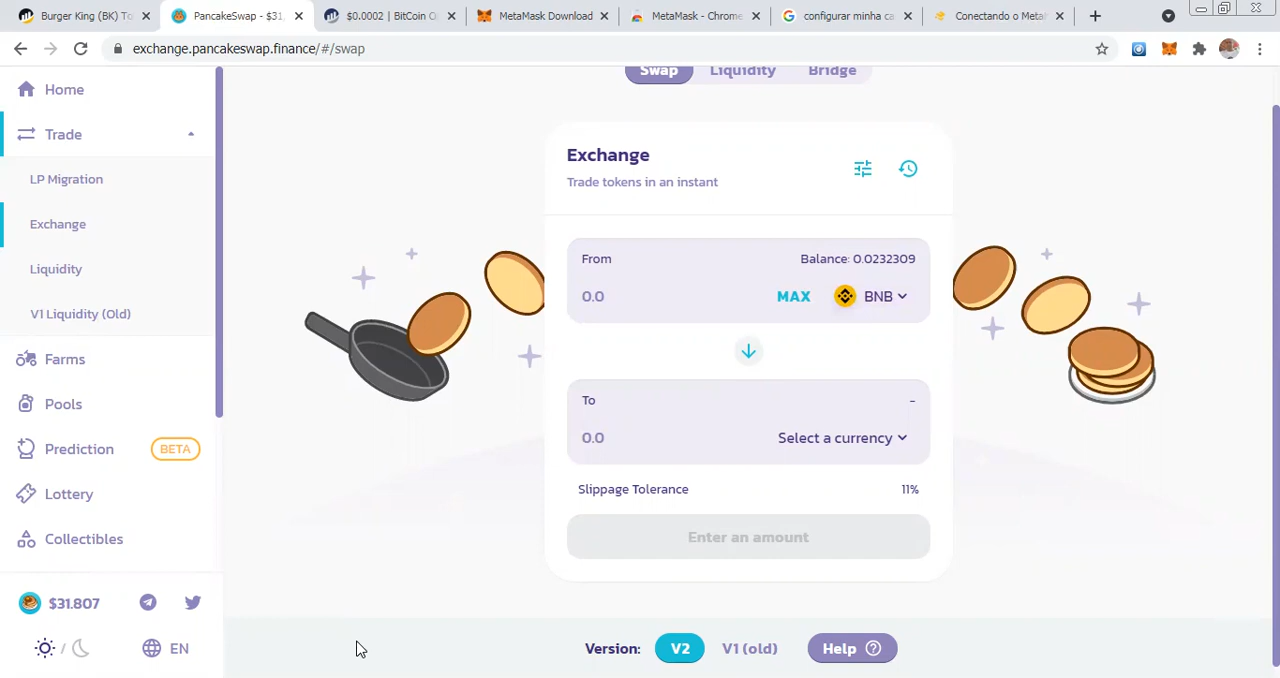 Burger King (BK) To
PancakeSwap - $31,
$0.0002 | BitCoin O
MetaMask Download
MetaMask - Chrome
configurar minha ca
Conectando o Meta
exchange.pancakeswap.finance/#/swap
Home
Trade
LP Migration
Exchange
Liquidity
V1 Liquidity (Old)
Farms
Pools
Prediction BETA
Lottery
Collectibles
$31.807
EN
Swap Liquidity Bridge
Exchange
Trade tokens in an instant
From Balance: 0.0232309
0.0 MAX BNB
To -
0.0 Select a currency
Slippage Tolerance 11%
Enter an amount
Version: V2 V1 (old) Help ?